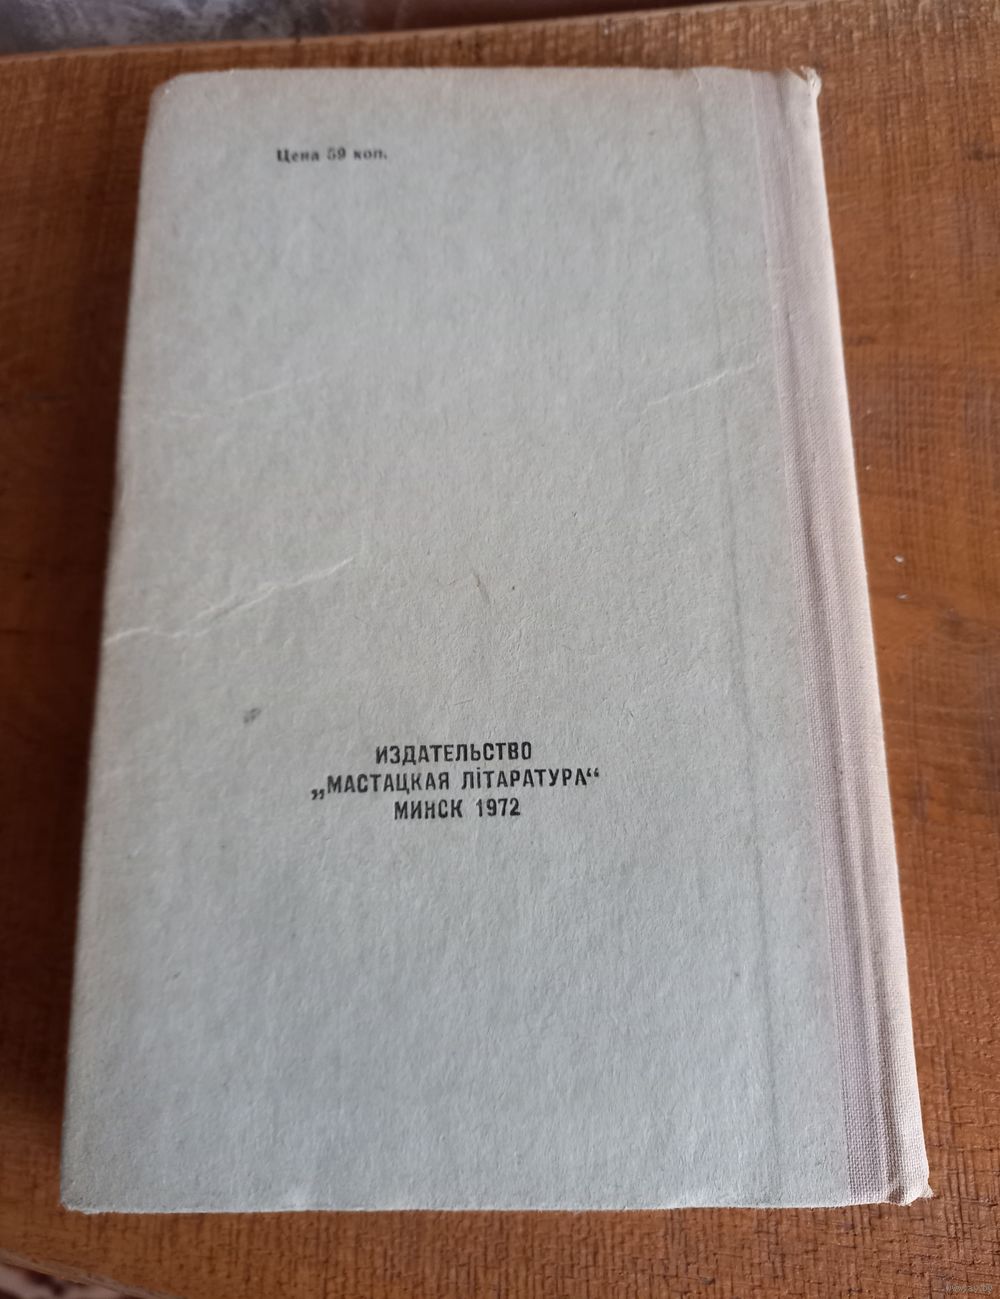 Цена 59 коп.
ИЗДАТЕЛЬСТВО
„МАСТАЦКАЯ ЛІТАРАТУРА“
МИНСК 1972